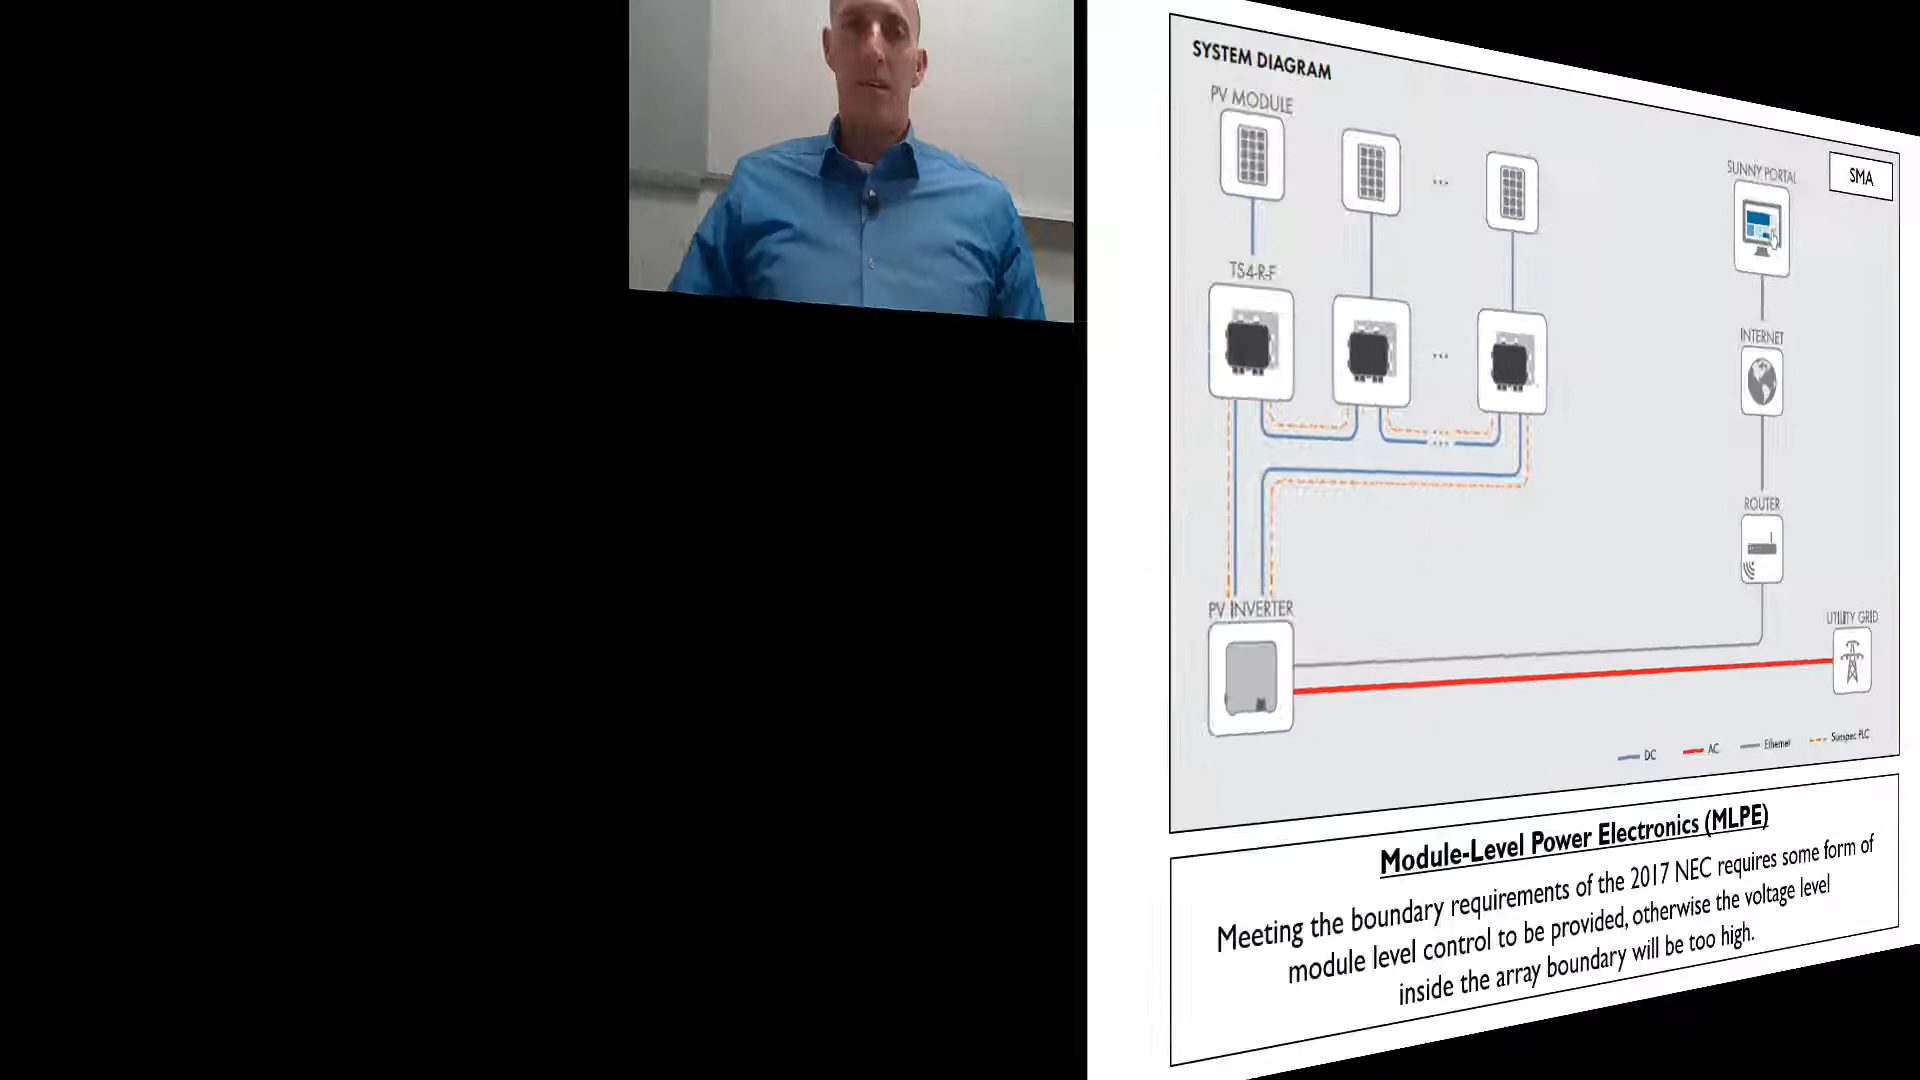 SYSTEM DIAGRAM
PV MODULE
SUNNY PORTAL
SMA
TS4-R-F
INTERNET
ROUTER
PV INVERTER
UTILITY GRID
DC
AC
Ethernet
Sunspec PLC
Module-Level Power Electronics (MLPE)
Meeting the boundary requirements of the 2017 NEC requires some form of
module level control to be provided, otherwise the voltage level
inside the array boundary will be too high.